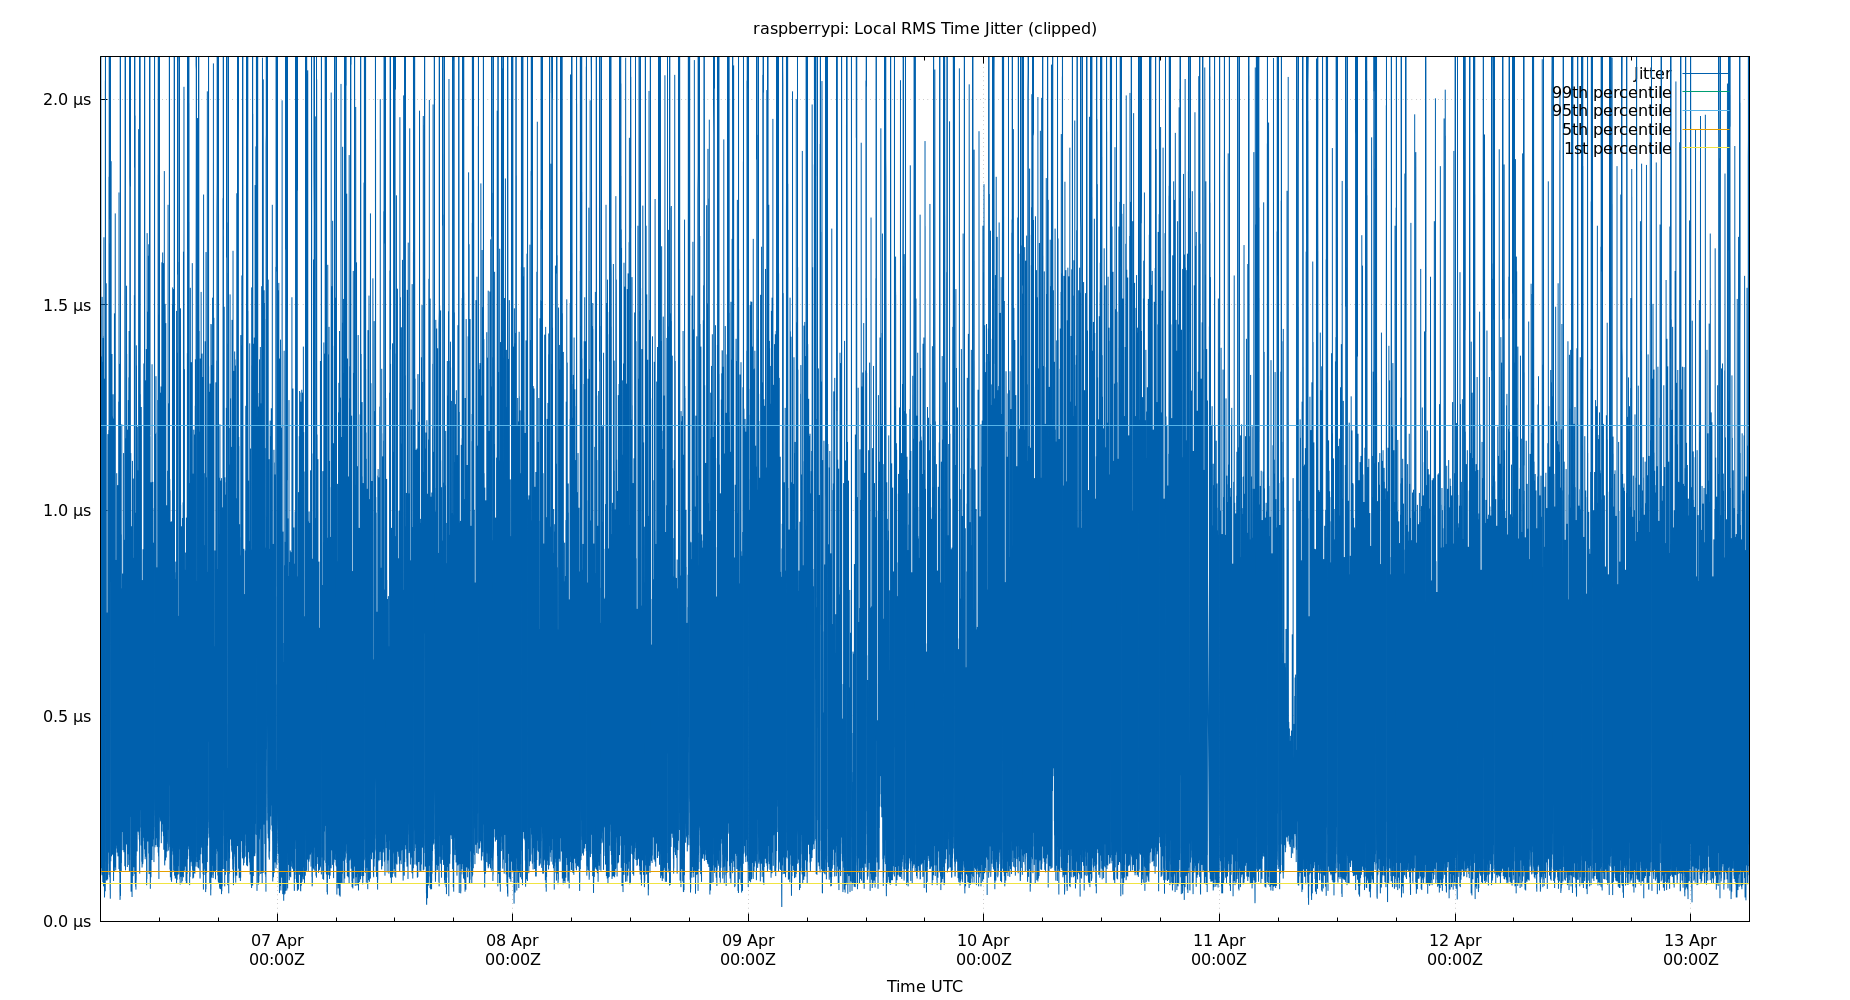 raspberrypi: Local RMS Time Jitter (clipped)
2.0 µs
1.5 µs
1.0 µs
0.5 µs
0.0 µs
Jitter
99th percentile
95th percentile
5th percentile
1st percentile
07 Apr 08 Apr 09 Apr 10 Apr 11 Apr 12 Apr 13 Apr
00:00Z 00:00Z 00:00Z 00:00Z 00:00Z 00:00Z 00:00Z
Time UTC